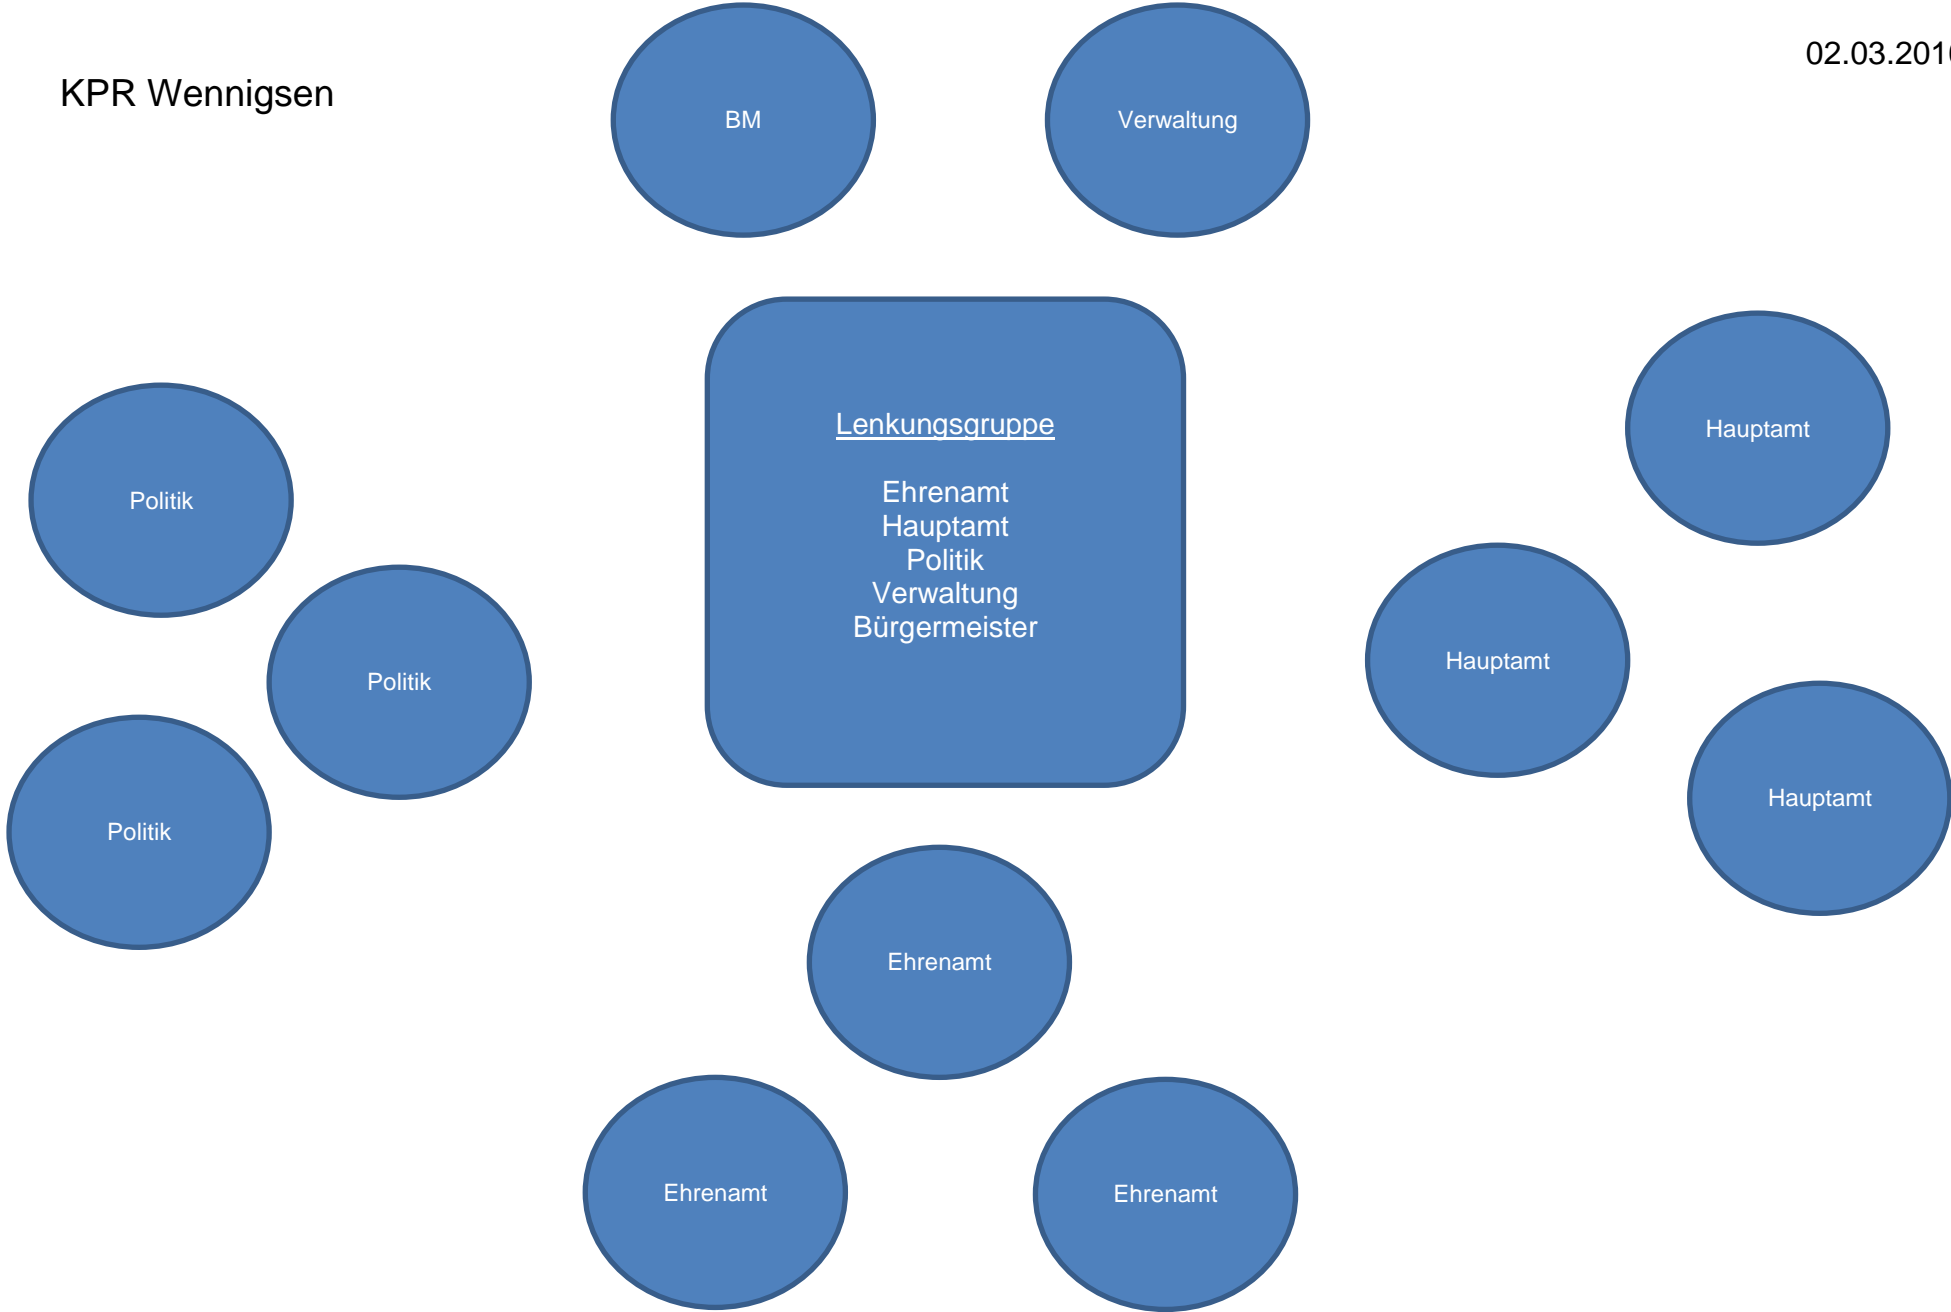 02.03.2016
KPR Wennigsen
BM
Verwaltung
Lenkungsgruppe
Ehrenamt
Hauptamt
Politik
Verwaltung
Bürgermeister
Politik
Politik
Politik
Hauptamt
Hauptamt
Hauptamt
Ehrenamt
Ehrenamt
Ehrenamt